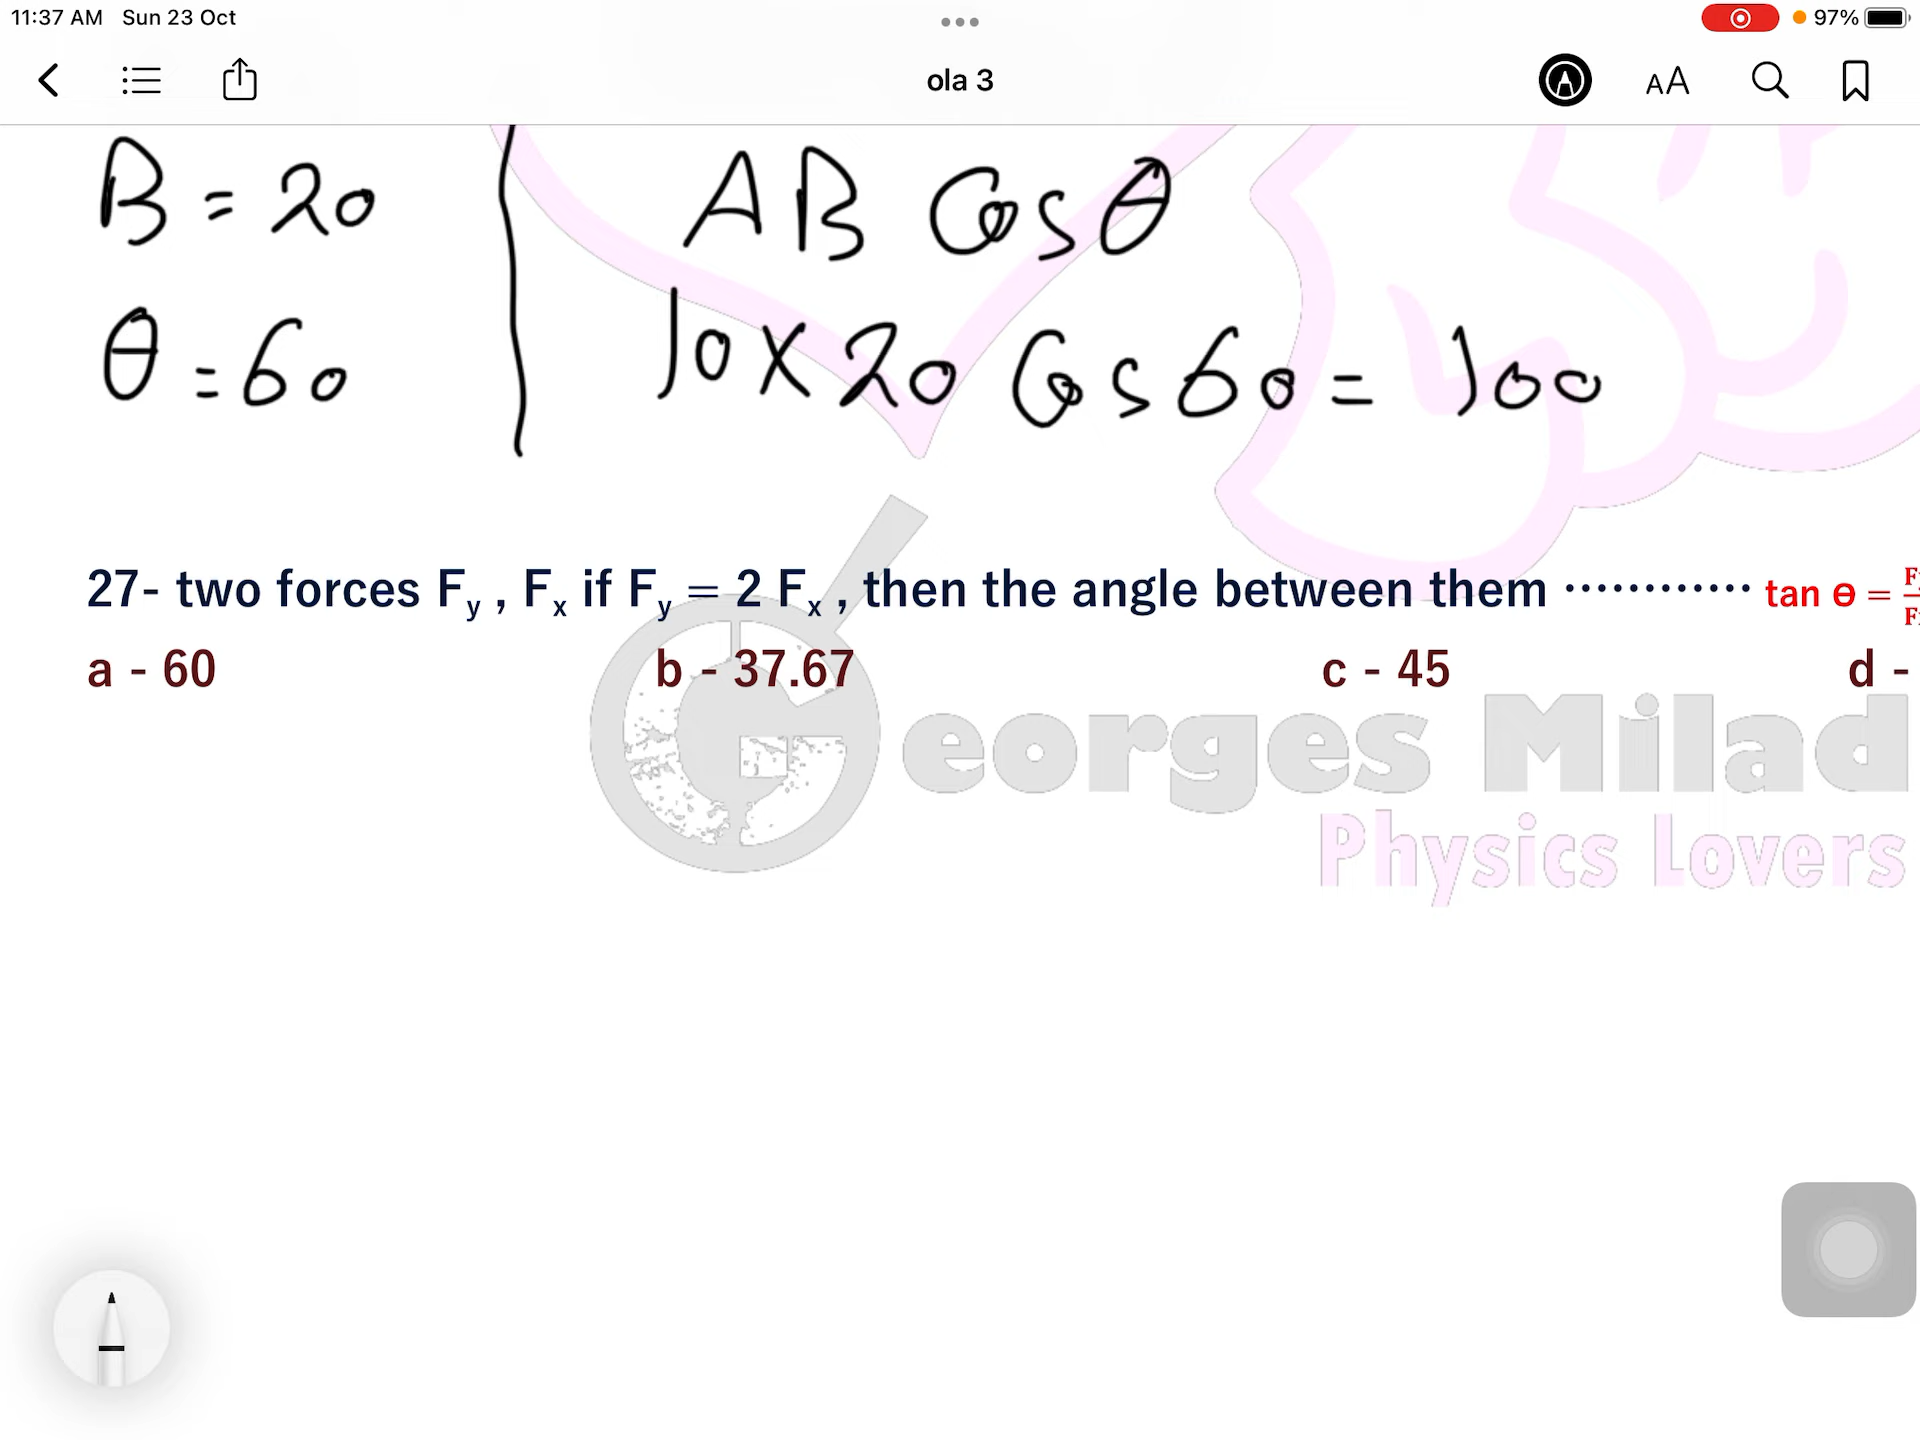 11:37 AM Sun 23 Oct
97%
ola 3
AA
B = 20
AB Cos θ
θ = 60
10 X 20 Cos 60 = 100
27- two forces Fy , Fx if Fy = 2 Fx , then the angle between them ············ tan ɵ = F/F
a - 60 b - 37.67 c - 45 d -
Georges Milad
Physics Lovers